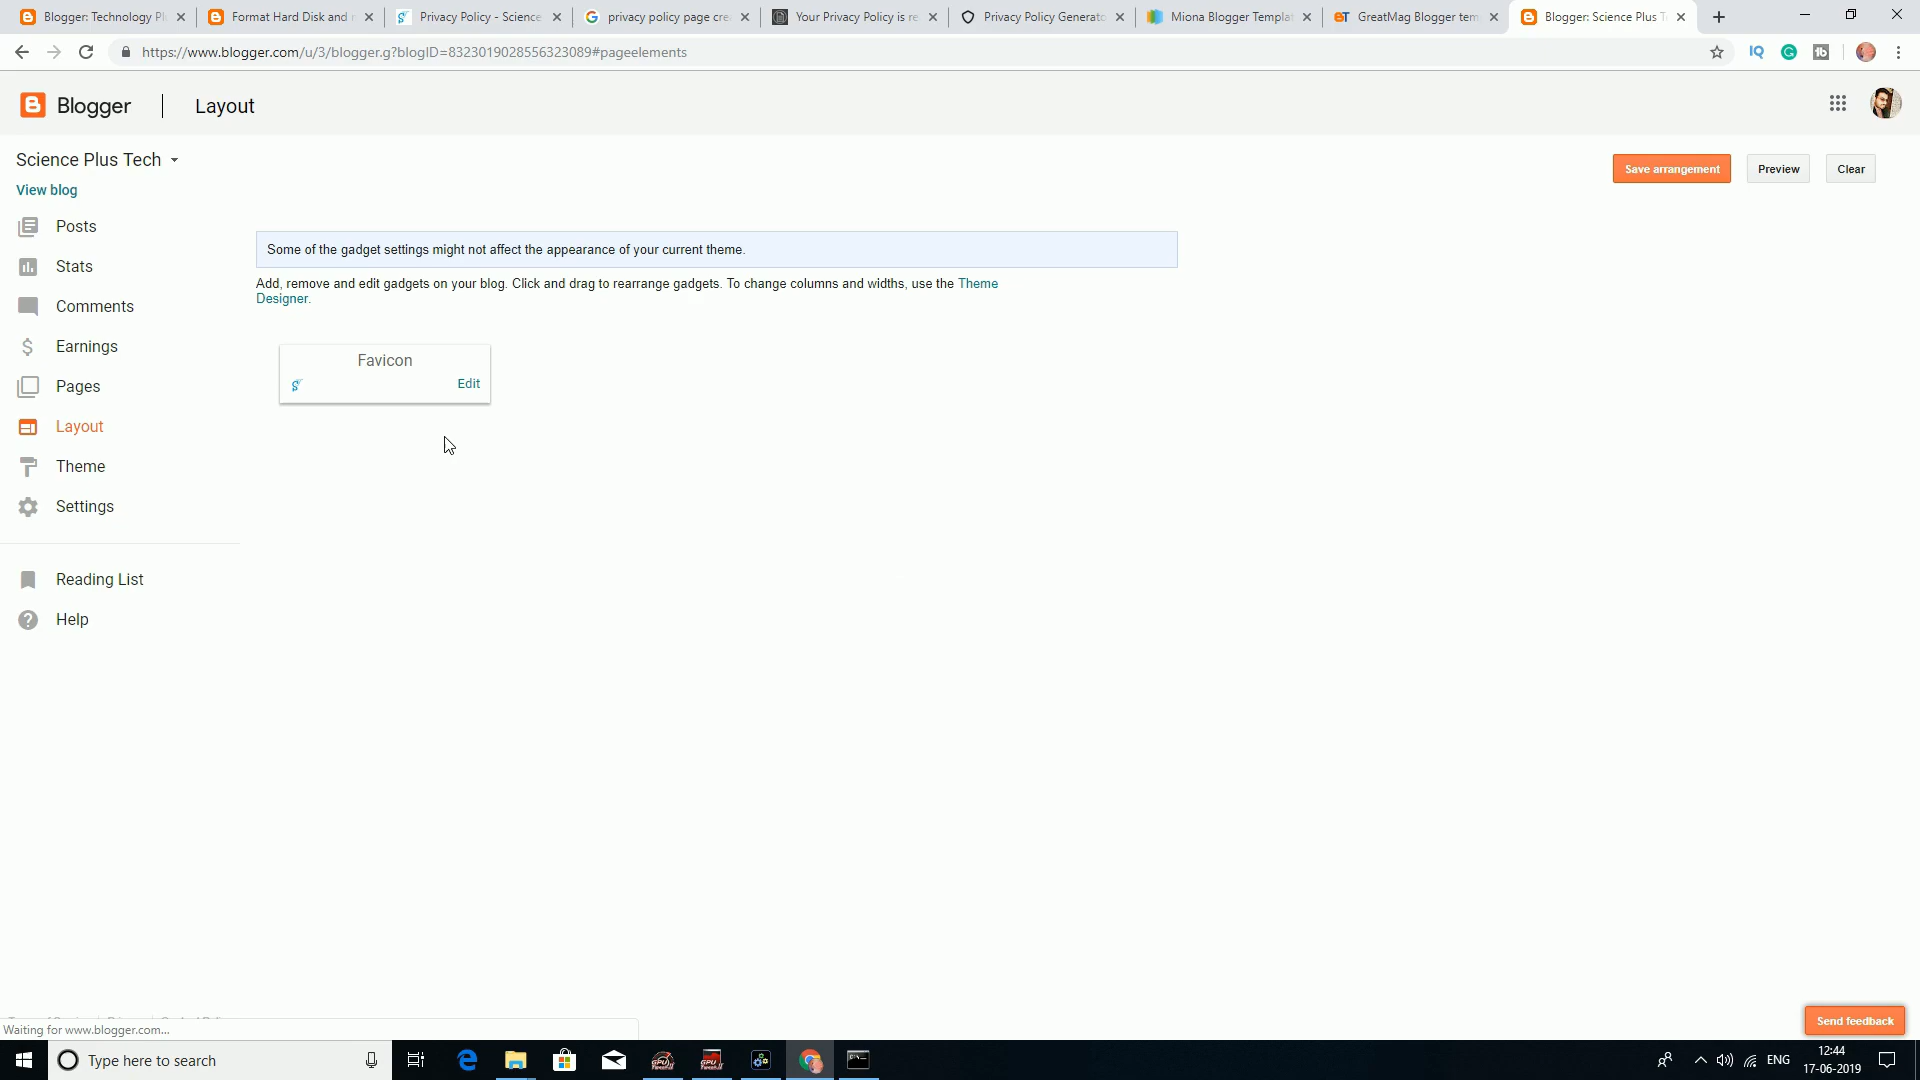 Blogger: Technology Pl
Format Hard Disk and r
Privacy Policy - Science
privacy policy page cre
Your Privacy Policy is re
Privacy Policy Generato
Miona Blogger Templat
GreatMag Blogger tem
Blogger: Science Plus T
https://www.blogger.com/u/3/blogger.g?blogID=8323019028556323089#pageelements
Blogger | Layout
Science Plus Tech
Save arrangement
Preview
Clear
View blog
Posts
Stats
Comments
Earnings
Pages
Layout
Theme
Settings
Reading List
Help
Some of the gadget settings might not affect the appearance of your current theme.
Add, remove and edit gadgets on your blog. Click and drag to rearrange gadgets. To change columns and widths, use the Theme
Designer.
Favicon
Edit
Send feedback
Waiting for www.blogger.com...
Type here to search
ENG
12:44
17-06-2019